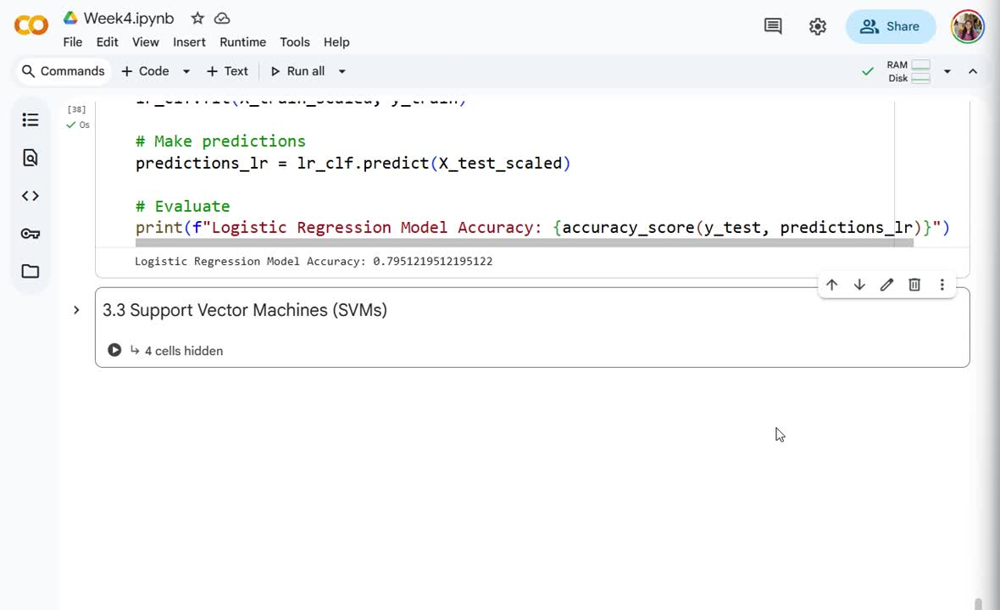 Week4.ipynb
File Edit View Insert Runtime Tools Help
Share
Commands + Code + Text Run all
RAM
Disk
[38]
0s
lr_clf.fit(X_train_scaled, y_train)
# Make predictions
predictions_lr = lr_clf.predict(X_test_scaled)
# Evaluate
print(f"Logistic Regression Model Accuracy: {accuracy_score(y_test, predictions_lr)}")
Logistic Regression Model Accuracy: 0.7951219512195122
3.3 Support Vector Machines (SVMs)
4 cells hidden